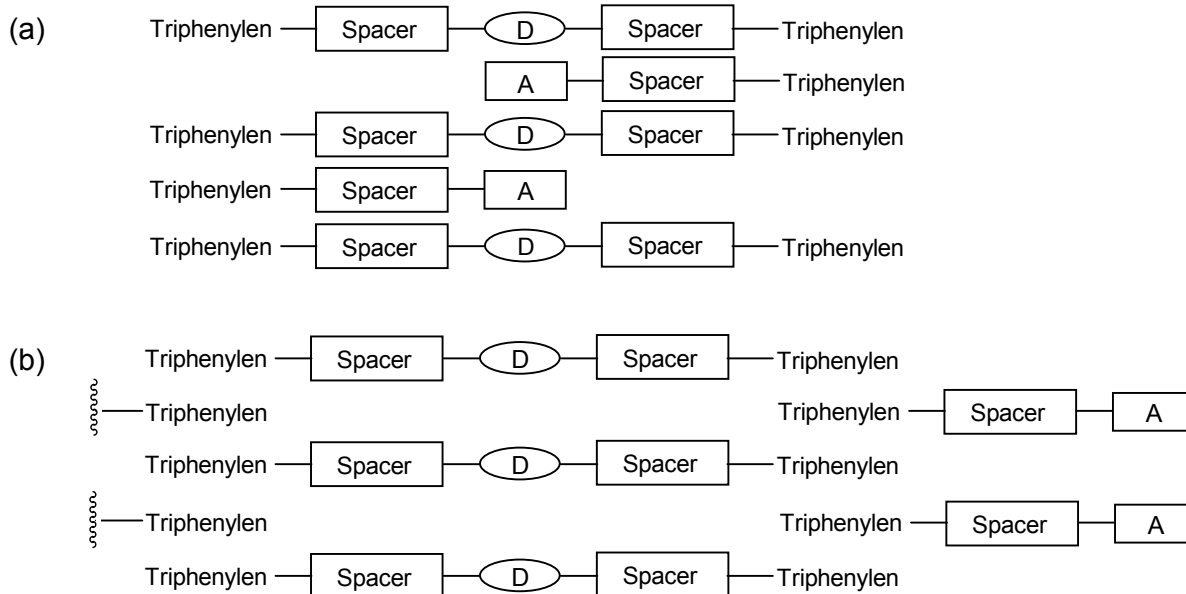 (a) Triphenylen Spacer D Spacer Triphenylen
A Spacer Triphenylen
Triphenylen Spacer D Spacer Triphenylen
Triphenylen Spacer A
Triphenylen Spacer D Spacer Triphenylen
(b) Triphenylen Spacer D Spacer Triphenylen
Triphenylen Triphenylen Spacer A
Triphenylen Spacer D Spacer Triphenylen
Triphenylen Triphenylen Spacer A
Triphenylen Spacer D Spacer Triphenylen